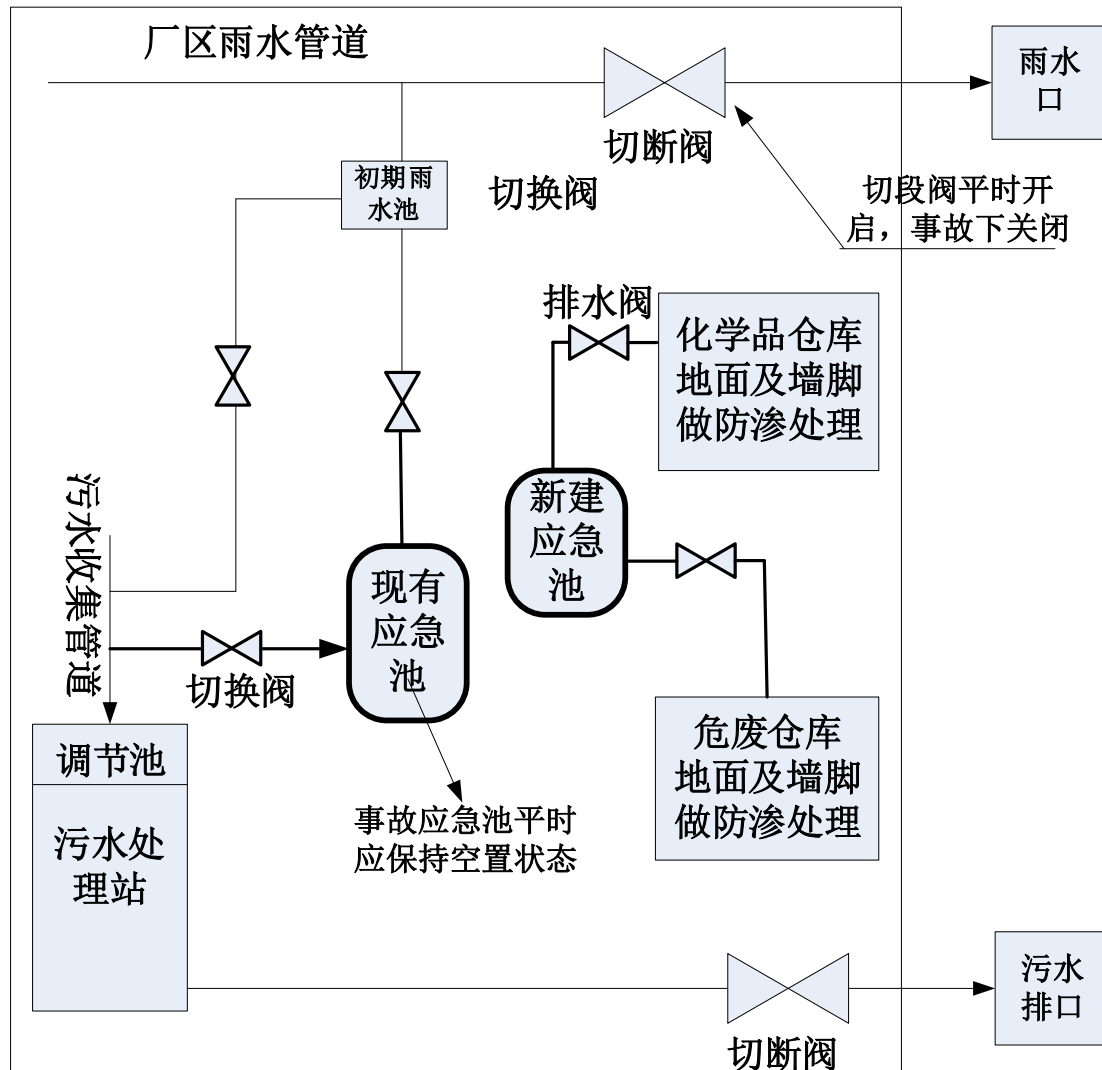 厂区雨水管道
雨水
口
切断阀
初期雨
水池
切换阀
切段阀平时开
启，事故下关闭
排水阀
化学品仓库
地面及墙脚
做防渗处理
新建
应急
池
污水收集管道
现有
应急
池
切换阀
调节池
危废仓库
地面及墙脚
做防渗处理
事故应急池平时
应保持空置状态
污水处
理站
污水
排口
切断阀